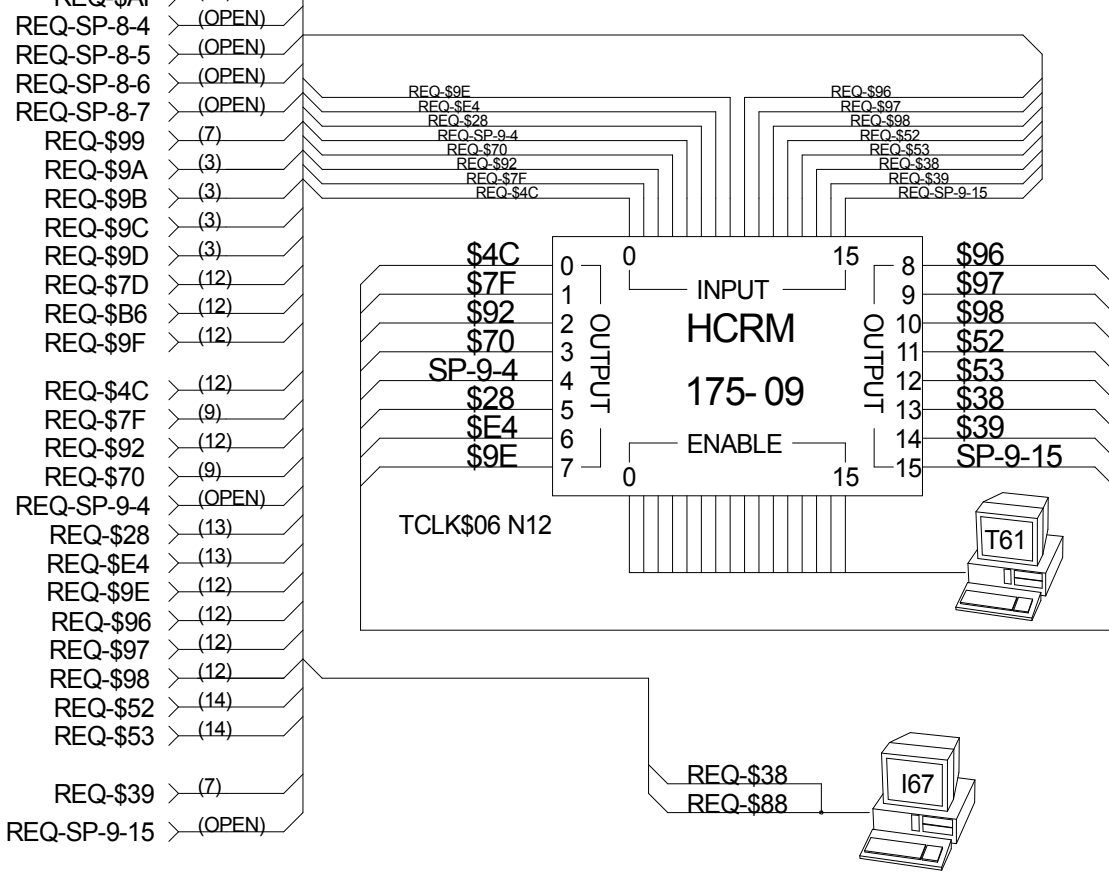 REQ-SP-8-4 (OPEN)
REQ-SP-8-5 (OPEN)
REQ-SP-8-6 (OPEN)
REQ-SP-8-7 (OPEN)
REQ-$99 (7)
REQ-$9A (3)
REQ-$9B (3)
REQ-$9C (3)
REQ-$9D (3)
REQ-$7D (12)
REQ-$B6 (12)
REQ-$9F (12)
REQ-$4C (12)
REQ-$7F (9)
REQ-$92 (12)
REQ-$70 (9)
REQ-SP-9-4 (OPEN)
REQ-$28 (13)
REQ-$E4 (13)
REQ-$9E (12)
REQ-$96 (12)
REQ-$97 (12)
REQ-$98 (12)
REQ-$52 (14)
REQ-$53 (14)
REQ-$39 (7)
REQ-SP-9-15 (OPEN)
REQ-$9E
REQ-$E4
REQ-$28
REQ-SP-9-4
REQ-$70
REQ-$92
REQ-$7F
REQ-$4C
REQ-$96
REQ-$97
REQ-$98
REQ-$52
REQ-$53
REQ-$38
REQ-$39
REQ-SP-9-15
$4C 0
$7F 1
$92 2
$70 3
SP-9-4 4
$28 5
$E4 6
$9E 7
OUTPUT
0 15
INPUT
HCRM
175-09
ENABLE
0 15
OUTPUT
8 $96
9 $97
10 $98
11 $52
12 $53
13 $38
14 $39
15 SP-9-15
TCLK$06 N12
T61
REQ-$38
REQ-$88
I67